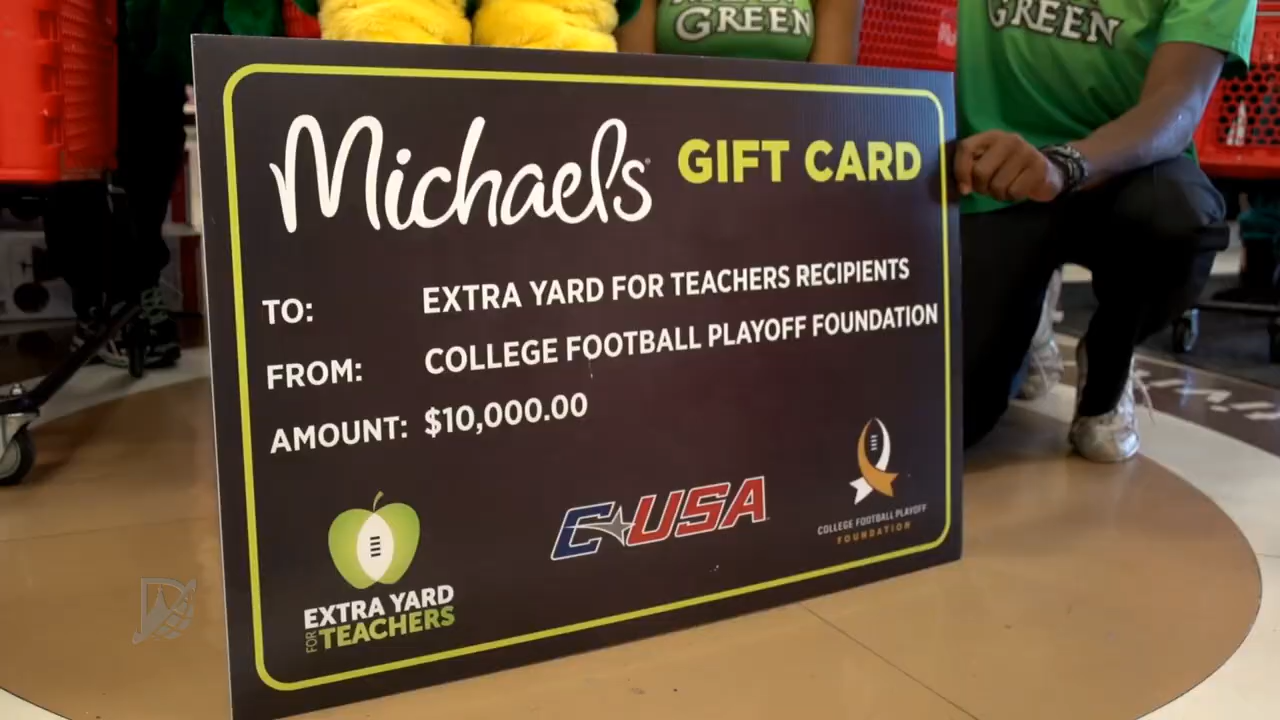 GREEN
GREEN
Michaels GIFT CARD
TO: EXTRA YARD FOR TEACHERS RECIPIENTS
FROM: COLLEGE FOOTBALL PLAYOFF FOUNDATION
AMOUNT: $10,000.00
C USA
COLLEGE FOOTBALL PLAYOFF
FOUNDATION
EXTRA YARD
FOR TEACHERS